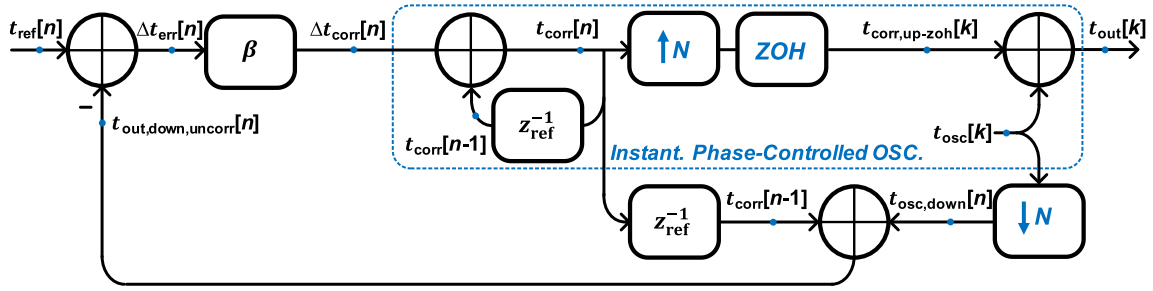 t_ref[n]
Δt_err[n]
β
Δt_corr[n]
t_corr[n]
↑N
ZOH
t_corr,up-zoh[k]
t_out[k]
−
t_out,down,uncorr[n]
t_corr[n-1]
z_ref^-1
t_osc[k]
Instant. Phase-Controlled OSC.
z_ref^-1
t_corr[n-1]
t_osc,down[n]
↓N